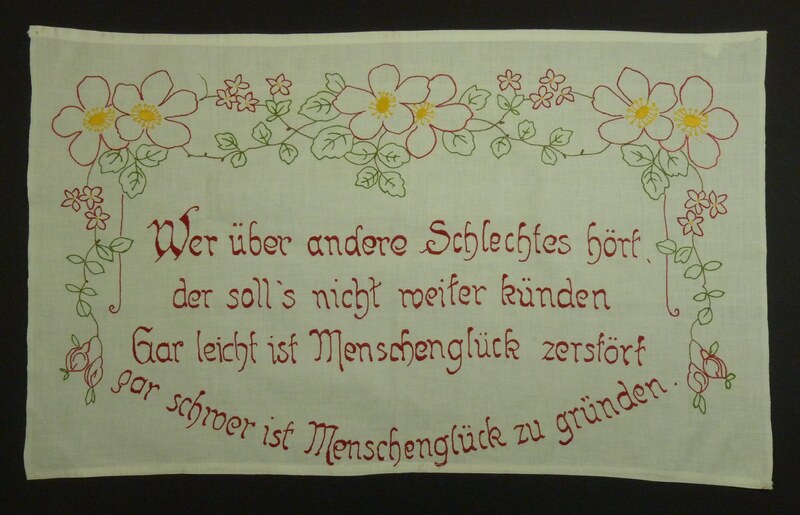 Wer über andere Schlechtes hört,
der soll's nicht weiter künden
Gar leicht ist Menschenglück zerstört
gar schwer ist Menschenglück zu gründen.